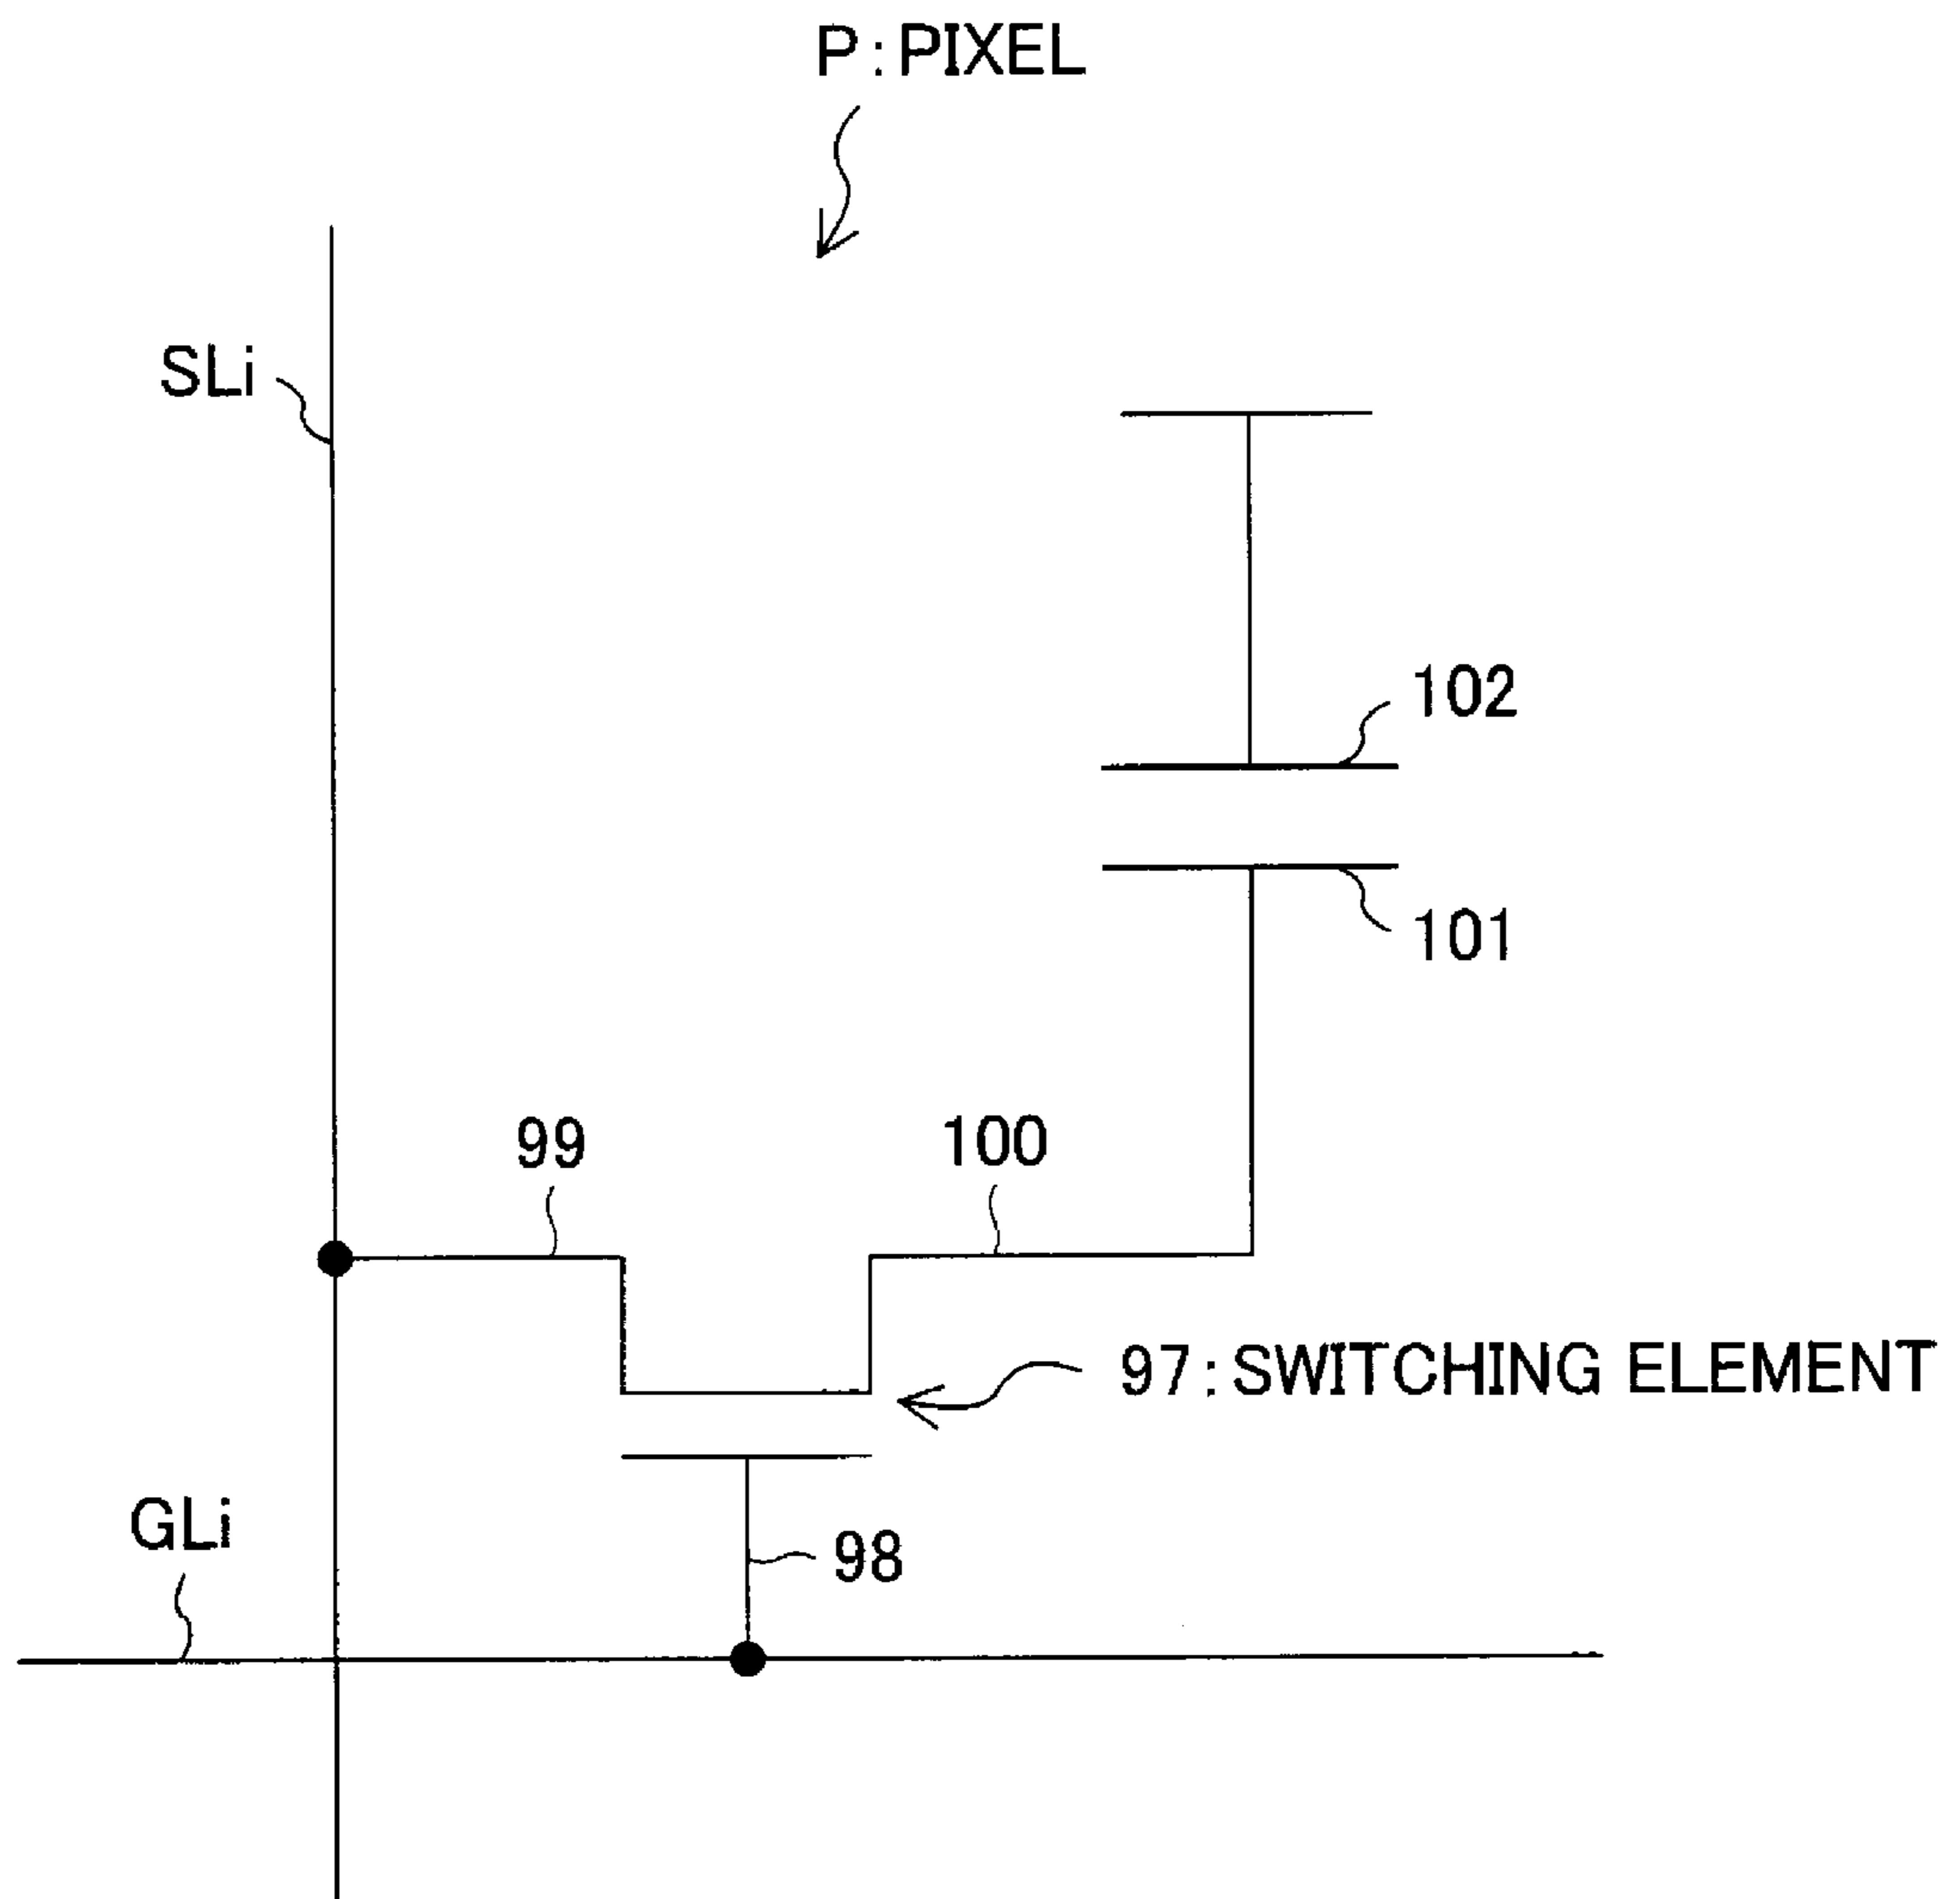 P:PIXEL
SLi
102
101
99
100
97:SWITCHING ELEMENT
GLi
98